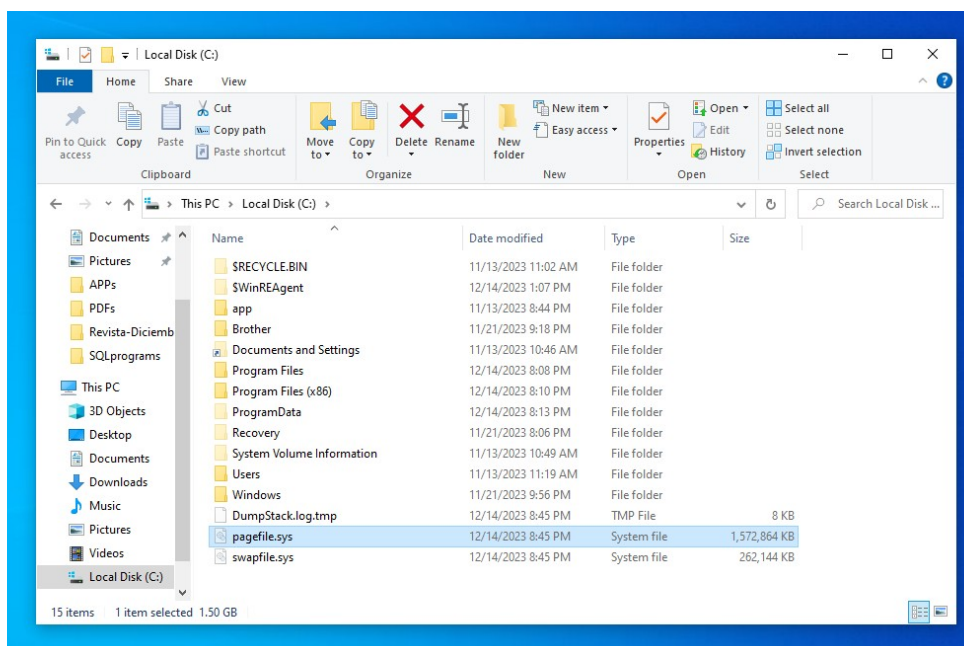 Local Disk (C:)
File Home Share View
Pin to Quick access
Copy
Paste
Cut
Copy path
Paste shortcut
Clipboard
Move to
Copy to
Delete
Rename
Organize
New folder
New item
Easy access
New
Properties
Open
Edit
History
Open
Select all
Select none
Invert selection
Select
This PC > Local Disk (C:) >
Search Local Disk ...
Documents
Pictures
APPs
PDFs
Revista-Diciemb
SQLprograms
This PC
3D Objects
Desktop
Documents
Downloads
Music
Pictures
Videos
Local Disk (C:)
Name Date modified Type Size
$RECYCLE.BIN 11/13/2023 11:02 AM File folder
$WinREAgent 12/14/2023 1:07 PM File folder
app 11/13/2023 8:44 PM File folder
Brother 11/21/2023 9:18 PM File folder
Documents and Settings 11/13/2023 10:46 AM File folder
Program Files 12/14/2023 8:08 PM File folder
Program Files (x86) 12/14/2023 8:10 PM File folder
ProgramData 12/14/2023 8:13 PM File folder
Recovery 11/21/2023 8:06 PM File folder
System Volume Information 11/13/2023 10:49 AM File folder
Users 11/13/2023 11:19 AM File folder
Windows 11/21/2023 9:56 PM File folder
DumpStack.log.tmp 12/14/2023 8:45 PM TMP File 8 KB
pagefile.sys 12/14/2023 8:45 PM System file 1,572,864 KB
swapfile.sys 12/14/2023 8:45 PM System file 262,144 KB
15 items 1 item selected 1.50 GB